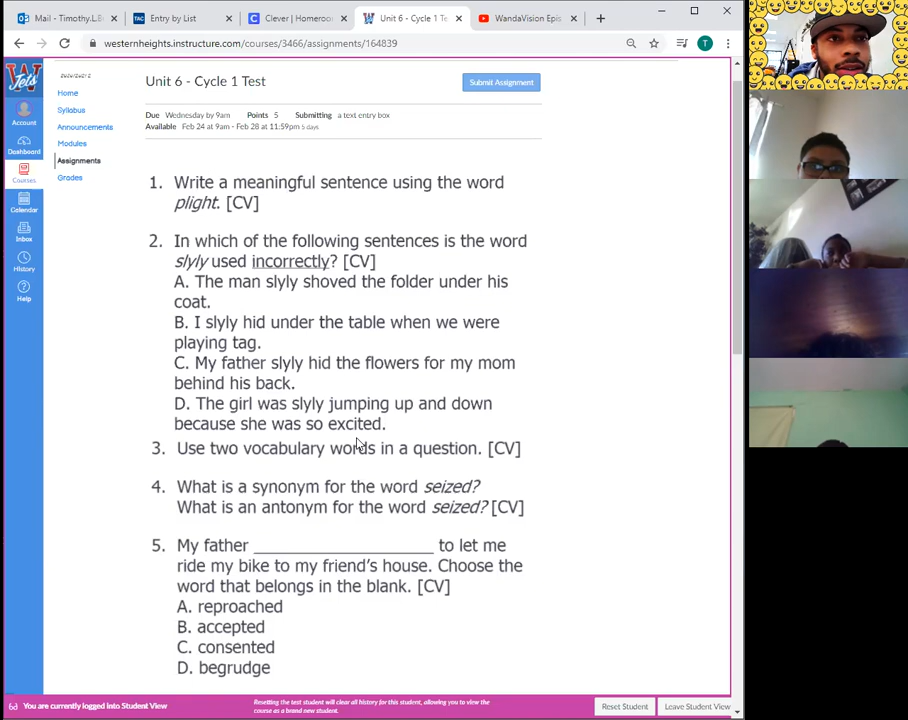 Mail - Timothy.L.B
Entry by List
Clever | Homeroo
Unit 6 - Cycle 1 Te
WandaVision Epis
westernheights.instructure.com/courses/3466/assignments/164839
T
Jets
Account
Dashboard
Courses
Calendar
Inbox
History
Help
Home
Syllabus
Announcements
Modules
Assignments
Grades
Unit 6 - Cycle 1 Test
Submit Assignment
Due Wednesday by 9am Points 5 Submitting a text entry box
Available Feb 24 at 9am - Feb 28 at 11:59pm 5 days
1. Write a meaningful sentence using the word
plight. [CV]
2. In which of the following sentences is the word
slyly used incorrectly? [CV]
A. The man slyly shoved the folder under his
coat.
B. I slyly hid under the table when we were
playing tag.
C. My father slyly hid the flowers for my mom
behind his back.
D. The girl was slyly jumping up and down
because she was so excited.
3. Use two vocabulary words in a question. [CV]
4. What is a synonym for the word seized?
What is an antonym for the word seized? [CV]
5. My father ____________________ to let me
ride my bike to my friend's house. Choose the
word that belongs in the blank. [CV]
A. reproached
B. accepted
C. consented
D. begrudge
You are currently logged into Student View
Resetting the test student will clear all history for this student, allowing you to view the
course as a brand new student.
Reset Student
Leave Student View